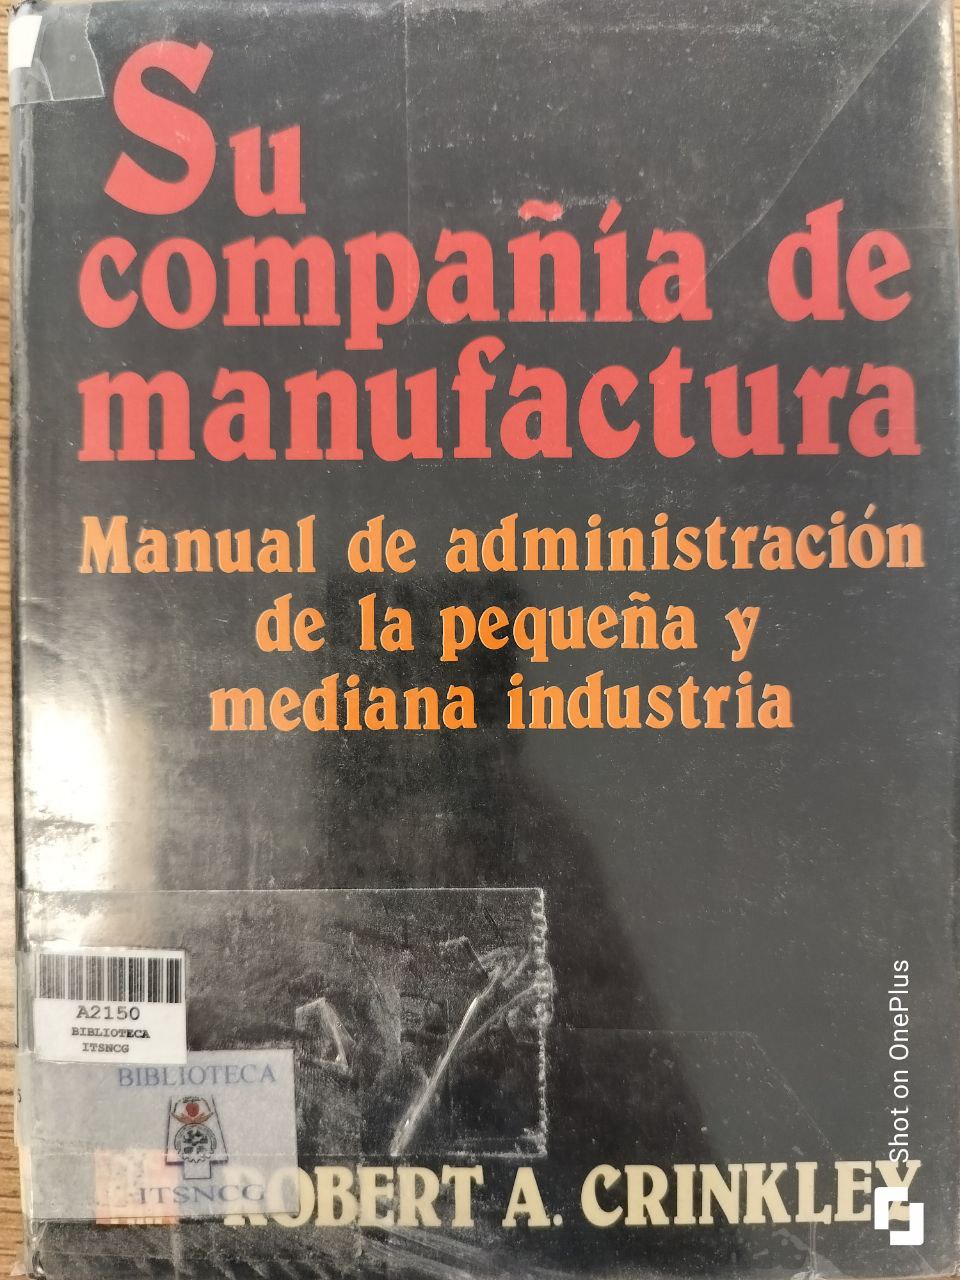 Su
compañía de
manufactura
Manual de administración
de la pequeña y
mediana industria
A2150
BIBLIOTECA
ITSNCG
BIBLIOTECA
ITSNCG
ROBERT A. CRINKLEY
Shot on OnePlus